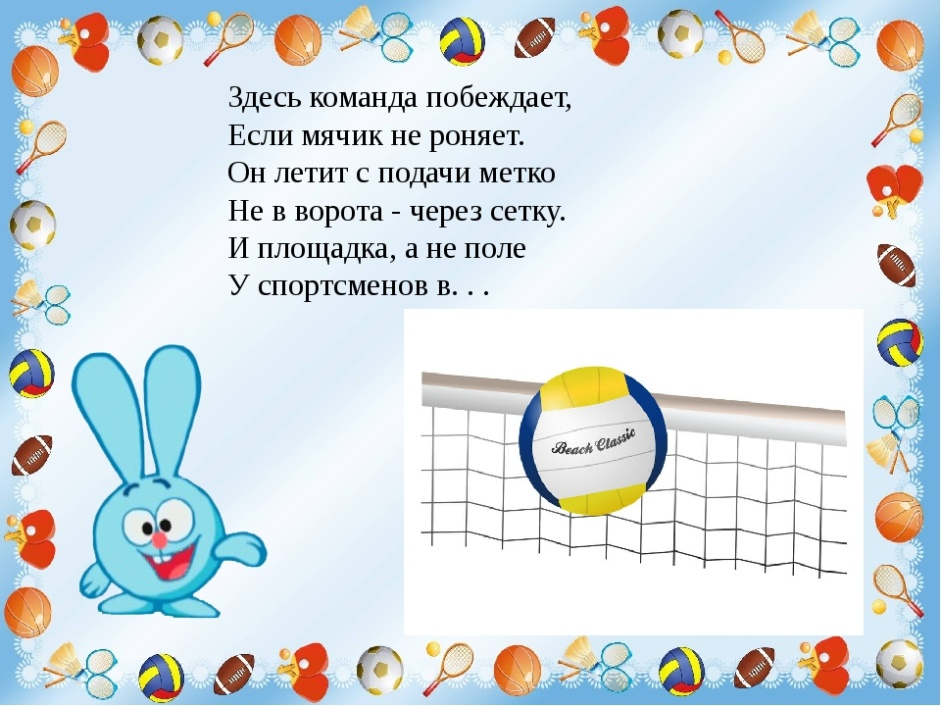 Здесь команда побеждает,
Если мячик не роняет.
Он летит с подачи метко
Не в ворота - через сетку.
И площадка, а не поле
У спортсменов в. . .
Beach Classic